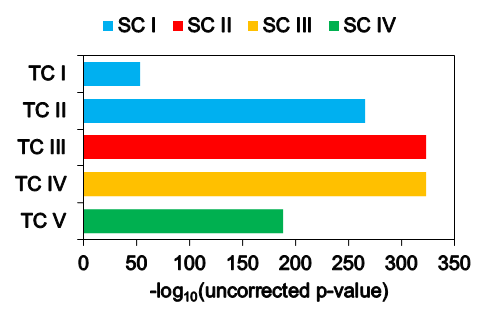 SC I SC II SC III SC IV
TC I
TC II
TC III
TC IV
TC V
0 50 100 150 200 250 300 350
-log10(uncorrected p-value)